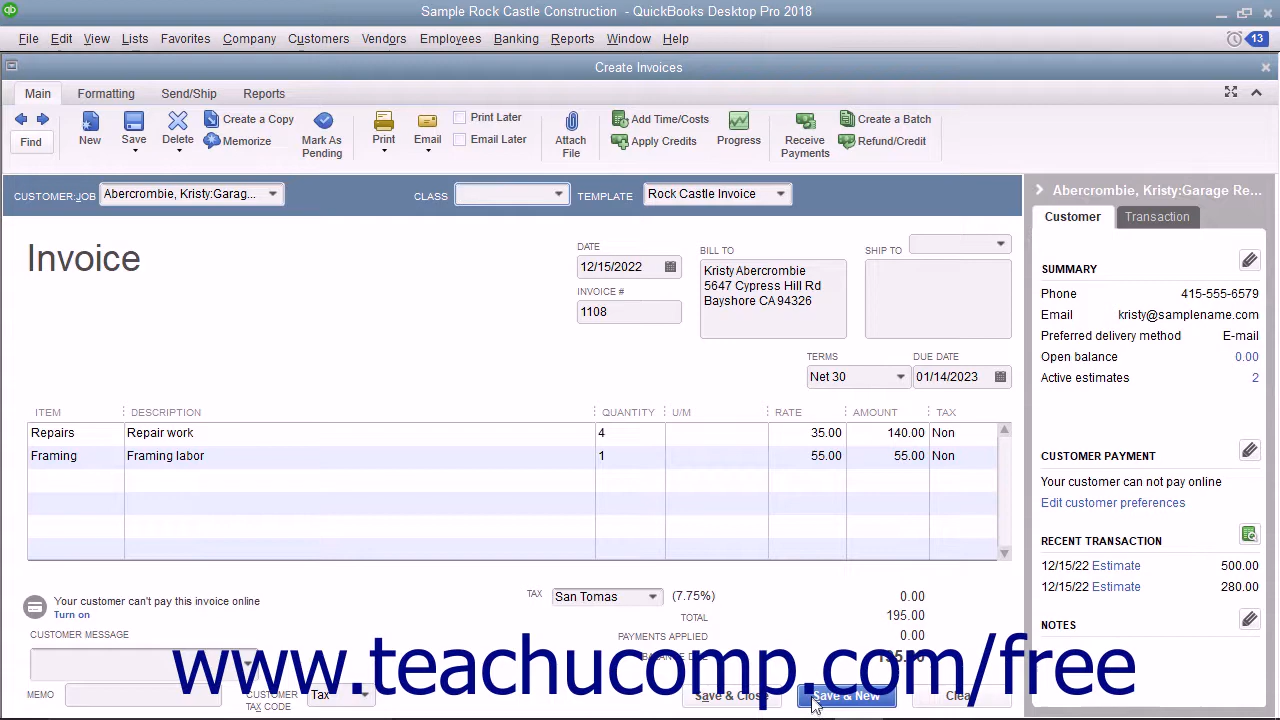 Sample Rock Castle Construction - QuickBooks Desktop Pro 2018
File Edit View Lists Favorites Company Customers Vendors Employees Banking Reports Window Help 13
Create Invoices
Main Formatting Send/Ship Reports
Find
New
Save
Delete
Create a Copy
Memorize
Mark As
Pending
Print
Email
Print Later
Email Later
Attach
File
Add Time/Costs
Apply Credits
Progress
Receive
Payments
Create a Batch
Refund/Credit
CUSTOMER:JOB Abercrombie, Kristy:Garag... CLASS TEMPLATE Rock Castle Invoice
Invoice
DATE
12/15/2022
INVOICE #
1108
BILL TO
Kristy Abercrombie
5647 Cypress Hill Rd
Bayshore CA 94326
SHIP TO
TERMS
Net 30
DUE DATE
01/14/2023
ITEM DESCRIPTION QUANTITY U/M RATE AMOUNT TAX
Repairs Repair work 4 35.00 140.00 Non
Framing Framing labor 1 55.00 55.00 Non
Your customer can't pay this invoice online
Turn on
TAX San Tomas (7.75%) 0.00
TOTAL 195.00
PAYMENTS APPLIED 0.00
BALANCE DUE 195.00
CUSTOMER MESSAGE
MEMO
CUSTOMER
TAX CODE
Tax
Save & Close Save & New Clear
Abercrombie, Kristy:Garage Re...
Customer Transaction
SUMMARY
Phone 415-555-6579
Email kristy@samplename.com
Preferred delivery method E-mail
Open balance 0.00
Active estimates 2
CUSTOMER PAYMENT
Your customer can not pay online
Edit customer preferences
RECENT TRANSACTION
12/15/22 Estimate 500.00
12/15/22 Estimate 280.00
NOTES
www.teachucomp.com/free